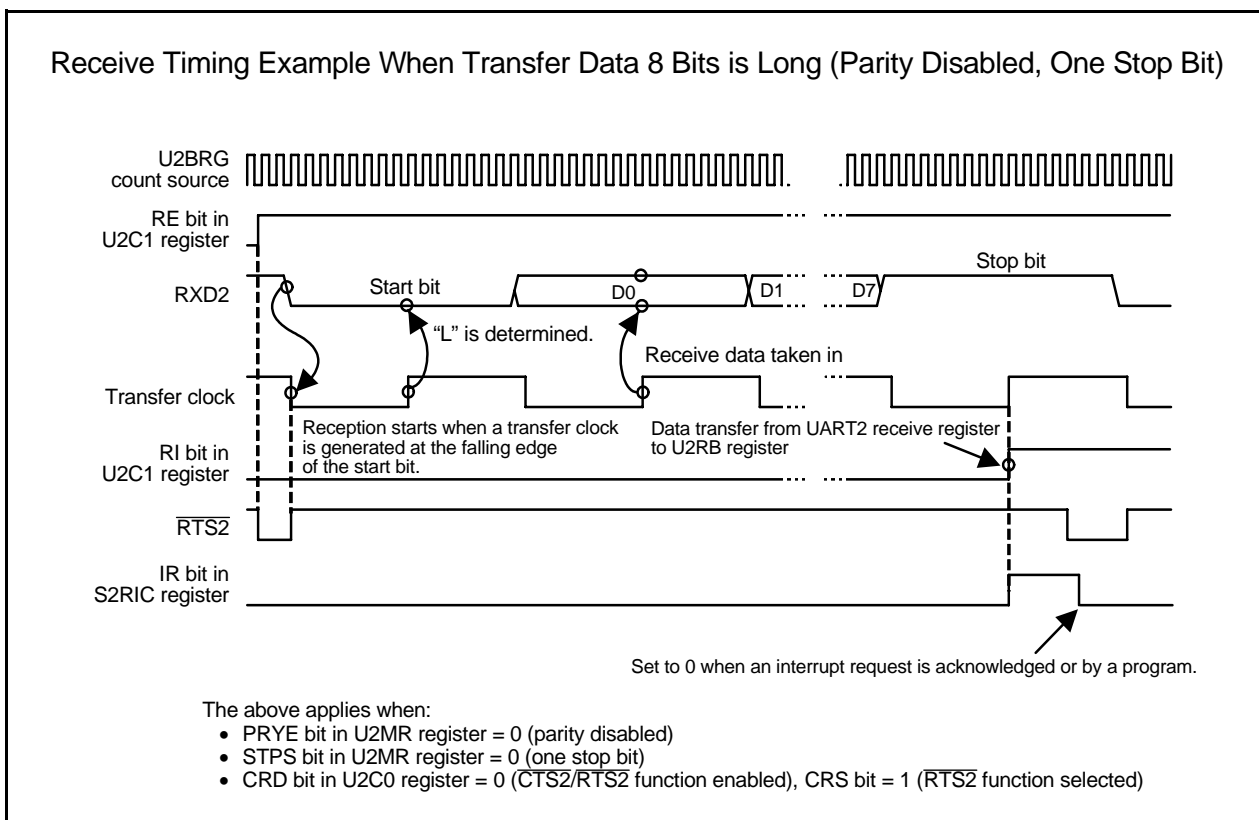 Receive Timing Example When Transfer Data 8 Bits is Long (Parity Disabled, One Stop Bit)
U2BRG
count source
RE bit in
U2C1 register
RXD2
Start bit
D0
D1
D7
Stop bit
“L” is determined.
Receive data taken in
Transfer clock
Reception starts when a transfer clock
is generated at the falling edge
of the start bit.
Data transfer from UART2 receive register
to U2RB register
RI bit in
U2C1 register
RTS2
IR bit in
S2RIC register
Set to 0 when an interrupt request is acknowledged or by a program.
The above applies when:
• PRYE bit in U2MR register = 0 (parity disabled)
• STPS bit in U2MR register = 0 (one stop bit)
• CRD bit in U2C0 register = 0 (CTS2/RTS2 function enabled), CRS bit = 1 (RTS2 function selected)